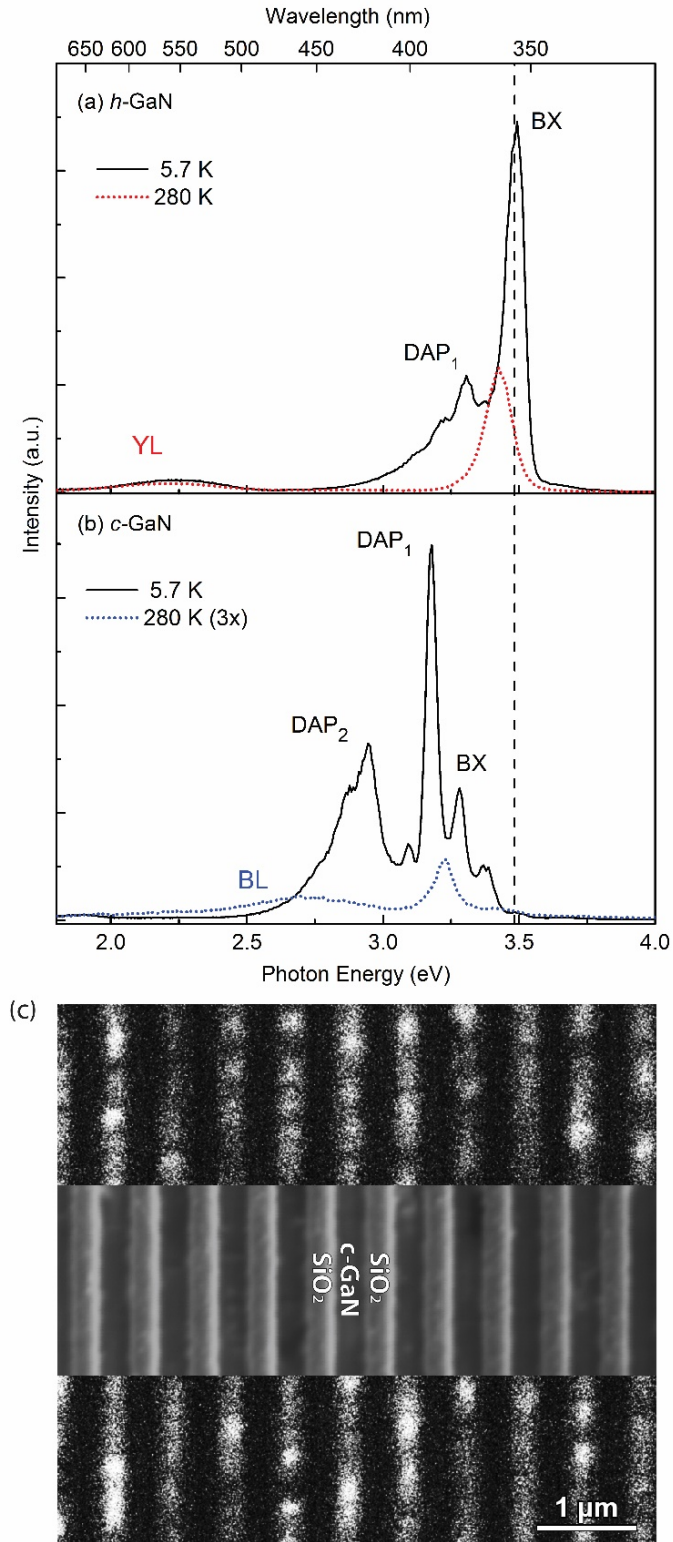 Wavelength (nm)
650 600 550 500 450 400 350
(a) h-GaN
BX
5.7 K
280 K
DAP1
YL
Intensity (a.u.)
(b) c-GaN
DAP1
5.7 K
280 K (3x)
DAP2
BX
BL
2.0 2.5 3.0 3.5 4.0
Photon Energy (eV)
(c)
SiO2
c-GaN
SiO2
1 µm